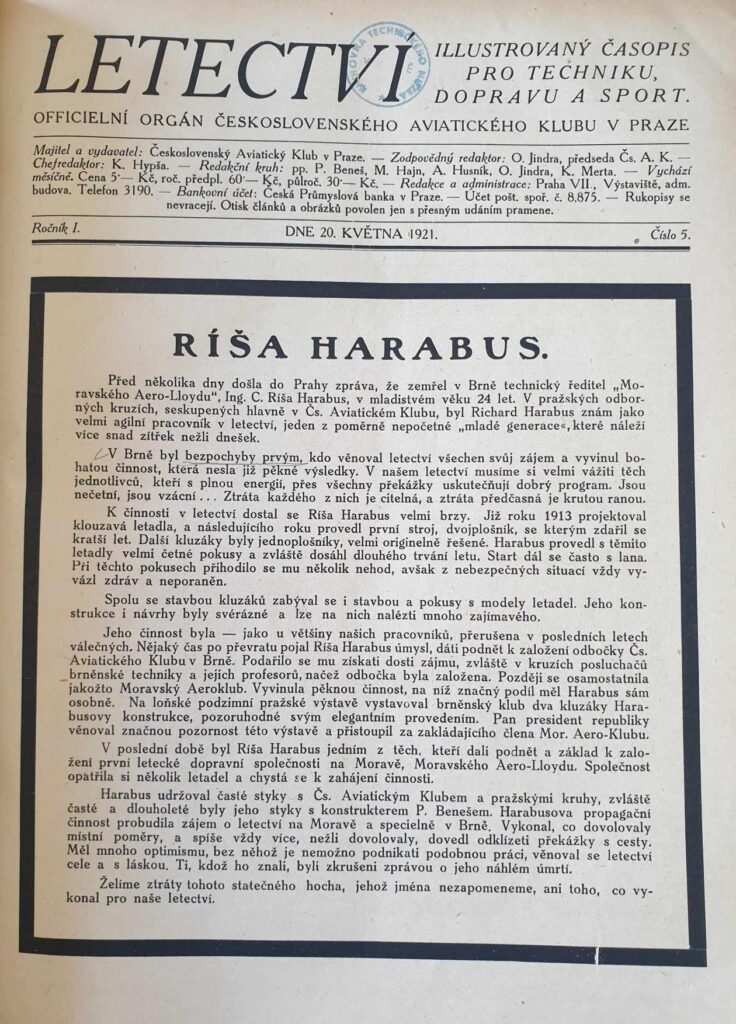 LETECTVÍ
ILLUSTROVANÝ ČASOPIS
PRO TECHNIKU,
DOPRAVU A SPORT.
OFFICIELNÍ ORGÁN ČESKOSLOVENSKÉHO AVIATICKÉHO KLUBU V PRAZE
Majitel a vydavatel: Československý Aviatický Klub v Praze. — Zodpovědný redaktor: O. Jindra, předseda Čs. A. K. —
Chefredaktor: K. Hypša. — Redakční kruh: pp. P. Beneš, M. Hajn, A. Husník, O. Jindra, K. Merta. — Vychází
měsíčně. Cena 5·— Kč, roč. předpl. 60·— Kč, půlroč. 30·— Kč. — Redakce a administrace: Praha VII., Výstaviště, adm.
budova. Telefon 3190. — Bankovní účet: Česká Průmyslová banka v Praze. — Účet pošt. spoř. č. 8.875. — Rukopisy se
nevracejí. Otisk článků a obrázků povolen jen s přesným udáním pramene.
Ročník I. DNE 20. KVĚTNA 1921. Číslo 5.
RÍŠA HARABUS.
Před několika dny došla do Prahy zpráva, že zemřel v Brně technický ředitel „Mo-
ravského Aero-Lloydu“, Ing. C. Ríša Harabus, v mladistvém věku 24 let. V pražských odbor-
ných kruzích, seskupených hlavně v Čs. Aviatickém Klubu, byl Richard Harabus znám jako
velmi agilní pracovník v letectví, jeden z poměrně nepočetné „mladé generace«, které náleží
více snad zítřek nežli dnešek.
V Brně byl bezpochyby prvým, kdo věnoval letectví všechen svůj zájem a vyvinul bo-
hatou činnost, která nesla již pěkné výsledky. V našem letectví musíme si velmi vážiti těch
jednotlivců, kteří s plnou energií, přes všechny překážky uskutečňují dobrý program. Jsou
nečetní, jsou vzácní ... Ztráta každého z nich je citelná, a ztráta předčasná je krutou ranou.
K činnosti v letectví dostal se Ríša Harabus velmi brzy. Již roku 1913 projektoval
klouzavá letadla, a následujícího roku provedl první stroj, dvojplošník, se kterým zdařil se
kratší let. Další kluzáky byly jednoplošníky, velmi originelně řešené. Harabus provedl s těmito
letadly velmi četné pokusy a zvláště dosáhl dlouhého trvání letu. Start dál se často s lana.
Při těchto pokusech přihodilo se mu několik nehod, avšak z nebezpečných situací vždy vy-
vázl zdráv a neporaněn.
Spolu se stavbou kluzáků zabýval se i stavbou a pokusy s modely letadel. Jeho kon-
strukce i návrhy byly svérázné a lze na nich nalézti mnoho zajímavého.
Jeho činnost byla — jako u většiny našich pracovníků, přerušena v posledních letech
válečných. Nějaký čas po převratu pojal Ríša Harabus úmysl, dáti podnět k založení odbočky Čs.
Aviatického Klubu v Brně. Podařilo se mu získati dosti zájmu, zvláště v kruzích posluchačů
brněnské techniky a jejich profesorů, načež odbočka byla založena. Později se osamostatnila
jakožto Moravský Aeroklub. Vyvinula pěknou činnost, na níž značný podíl měl Harabus sám
osobně. Na loňské podzimní pražské výstavě vystavoval brněnský klub dva kluzáky Hara-
busovy konstrukce, pozoruhodné svým elegantním provedením. Pan president republiky
věnoval značnou pozornost této výstavě a přistoupil za zakládajícího člena Mor. Aero-Klubu.
V poslední době byl Ríša Harabus jedním z těch, kteří dali podnět a základ k zalo-
žení první letecké dopravní společnosti na Moravě, Moravského Aero-Lloydu. Společnost
opatřila si několik letadel a chystá se k zahájení činnosti.
Harabus udržoval časté styky s Čs. Aviatickým Klubem a pražskými kruhy, zvláště
časté a dlouholeté byly jeho styky s konstrukterem P. Benešem. Harabusova propagační
činnost probudila zájem o letectví na Moravě a specielně v Brně. Vykonal, co dovolovaly
místní poměry, a spíše vždy více, nežli dovolovaly, dovedl odklízeti překážky s cesty.
Měl mnoho optimismu, bez něhož je nemožno podnikati podobnou práci, věnoval se letectví
cele a s láskou. Ti, kdož ho znali, byli zkrušeni zprávou o jeho náhlém úmrtí.
Želíme ztráty tohoto statečného hocha, jehož jména nezapomeneme, ani toho, co vy-
konal pro naše letectví.